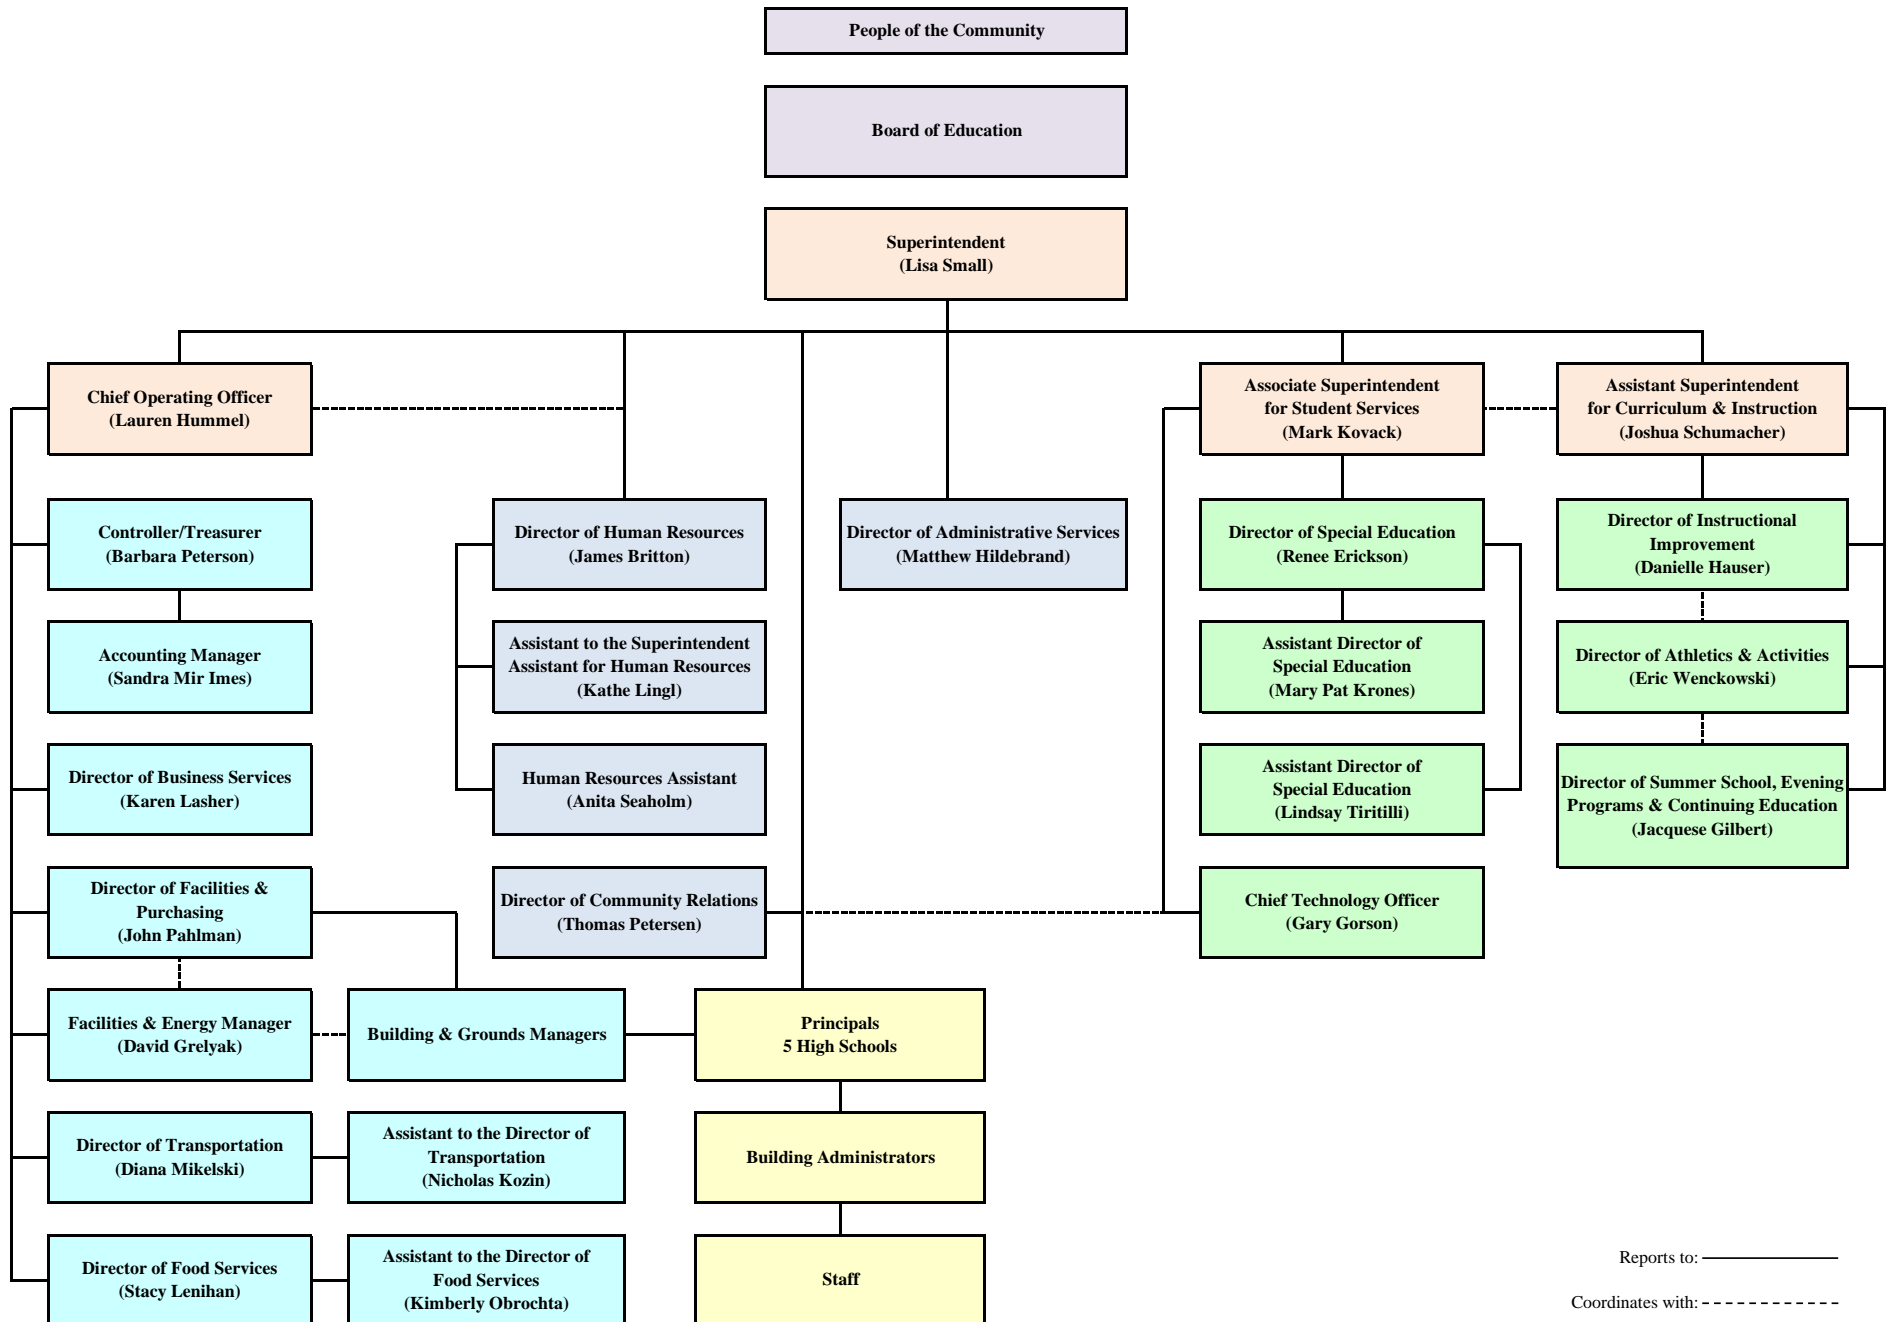 People of the Community
Board of Education
Superintendent
(Lisa Small)
Chief Operating Officer
(Lauren Hummel)
Associate Superintendent
for Student Services
(Mark Kovack)
Assistant Superintendent
for Curriculum & Instruction
(Joshua Schumacher)
Controller/Treasurer
(Barbara Peterson)
Director of Human Resources
(James Britton)
Director of Administrative Services
(Matthew Hildebrand)
Director of Special Education
(Renee Erickson)
Director of Instructional
Improvement
(Danielle Hauser)
Accounting Manager
(Sandra Mir Imes)
Assistant to the Superintendent
Assistant for Human Resources
(Kathe Lingl)
Assistant Director of
Special Education
(Mary Pat Krones)
Director of Athletics & Activities
(Eric Wenckowski)
Director of Business Services
(Karen Lasher)
Human Resources Assistant
(Anita Seaholm)
Assistant Director of
Special Education
(Lindsay Tiritilli)
Director of Summer School, Evening
Programs & Continuing Education
(Jacquese Gilbert)
Director of Facilities &
Purchasing
(John Pahlman)
Director of Community Relations
(Thomas Petersen)
Chief Technology Officer
(Gary Gorson)
Facilities & Energy Manager
(David Grelyak)
Building & Grounds Managers
Principals
5 High Schools
Director of Transportation
(Diana Mikelski)
Assistant to the Director of
Transportation
(Nicholas Kozin)
Building Administrators
Director of Food Services
(Stacy Lenihan)
Assistant to the Director of
Food Services
(Kimberly Obrochta)
Staff
Reports to:
Coordinates with: